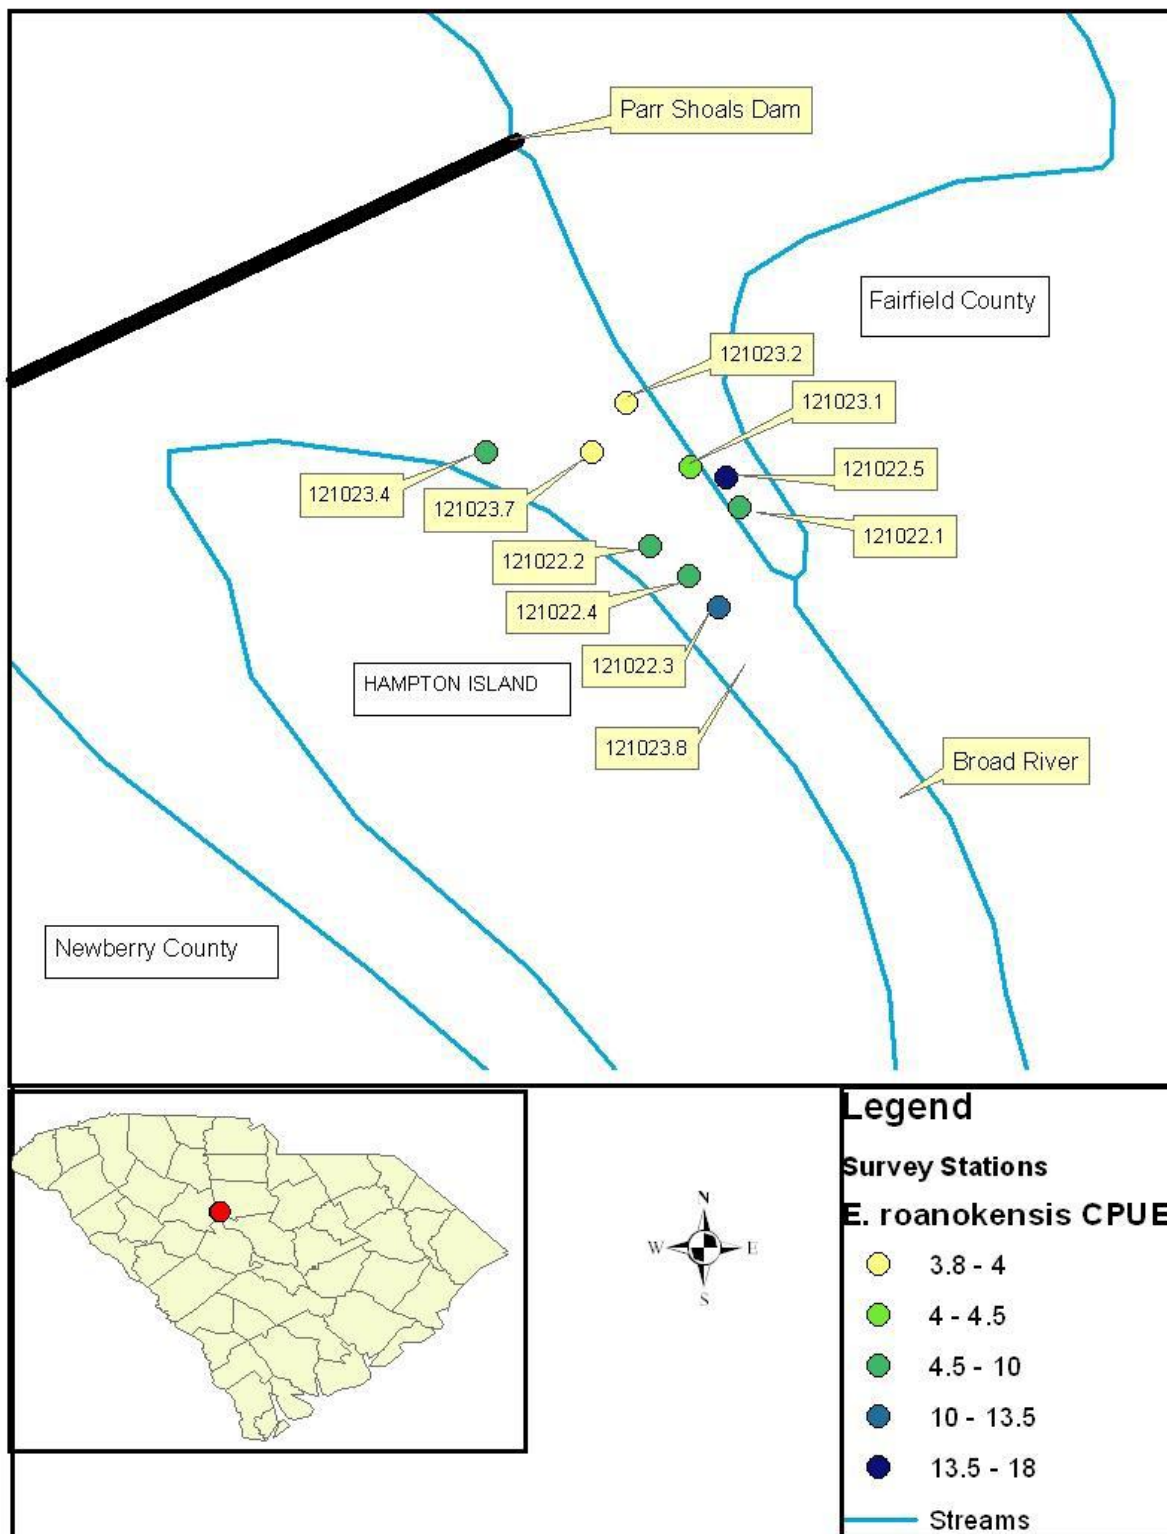 Parr Shoals Dam
Fairfield County
121023.2
121023.1
121022.5
121023.4
121023.7
121022.1
121022.2
121022.4
121022.3
HAMPTON ISLAND
121023.8
Broad River
Newberry County
Legend
Survey Stations
E. roanokensis CPUE
3.8 - 4
4 - 4.5
4.5 - 10
10 - 13.5
13.5 - 18
Streams
N
W
E
S